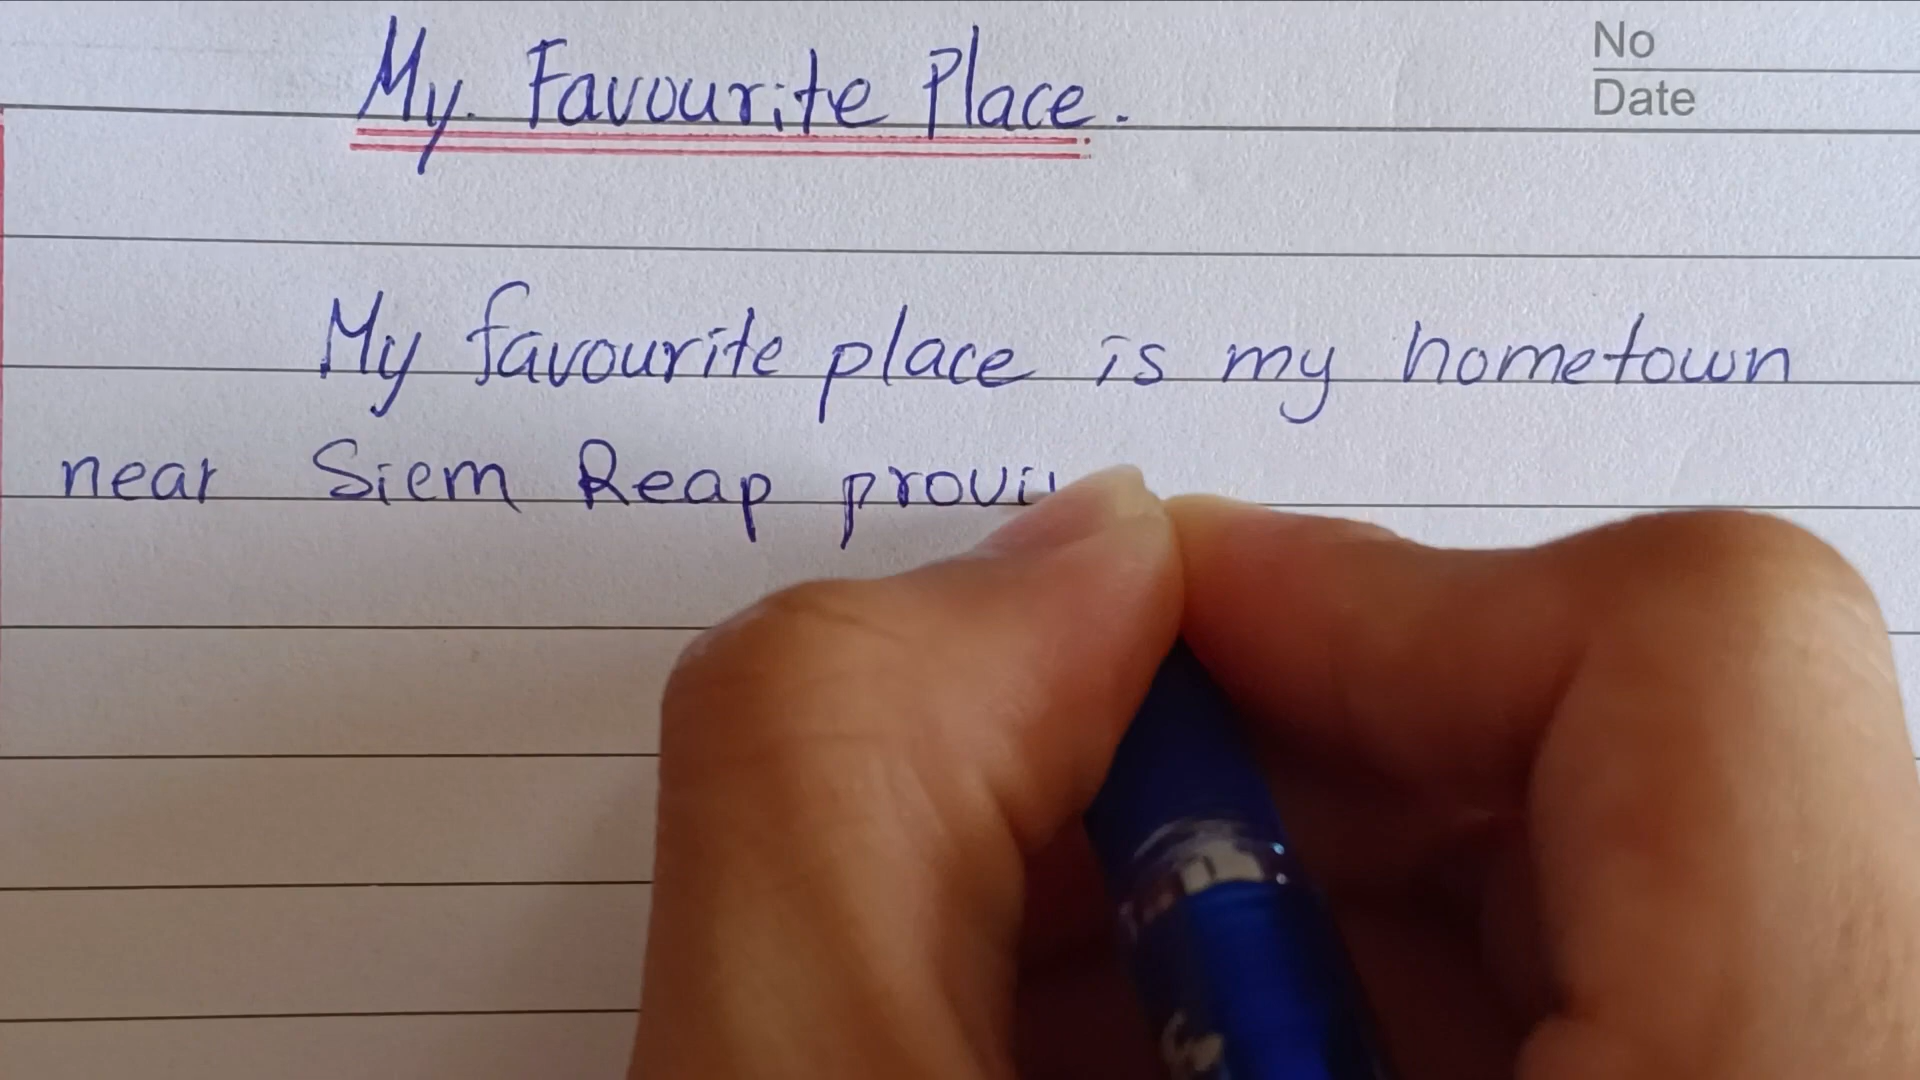 My Favourite Place.
No
Date
My favourite place is my hometown
near Siem Reap